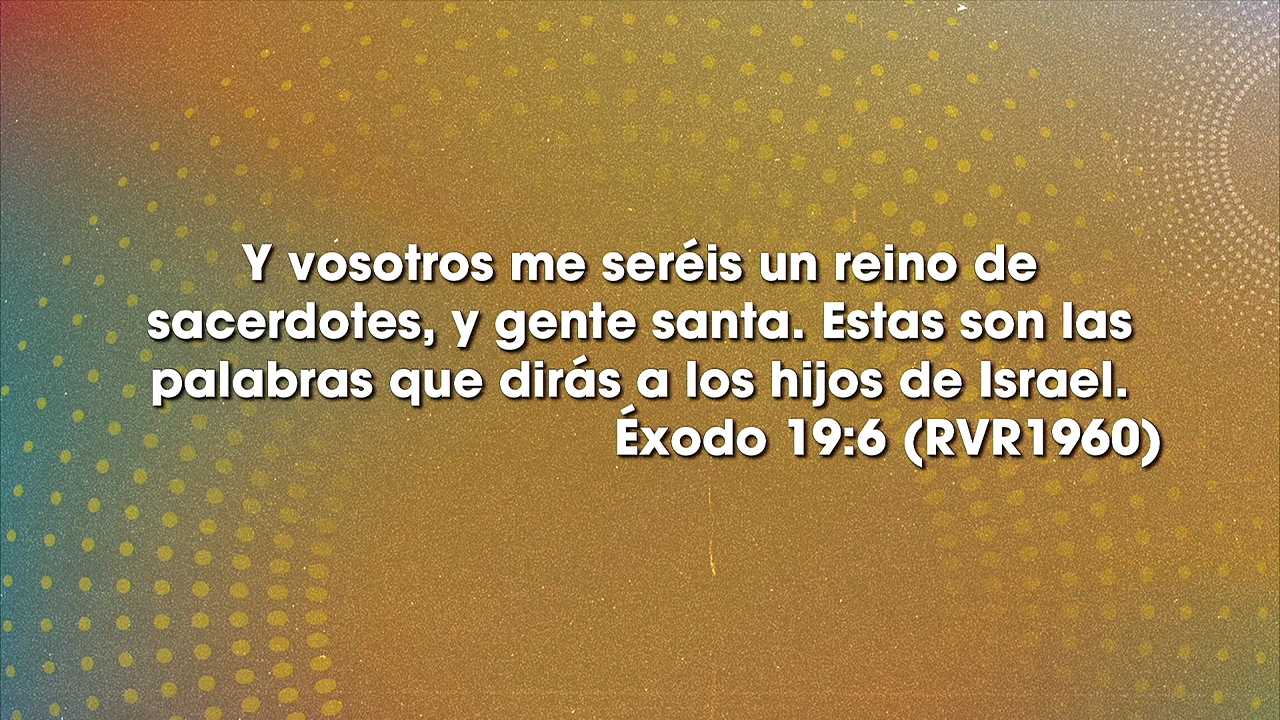 Y vosotros me seréis un reino de
sacerdotes, y gente santa. Estas son las
palabras que dirás a los hijos de Israel.
Éxodo 19:6 (RVR1960)